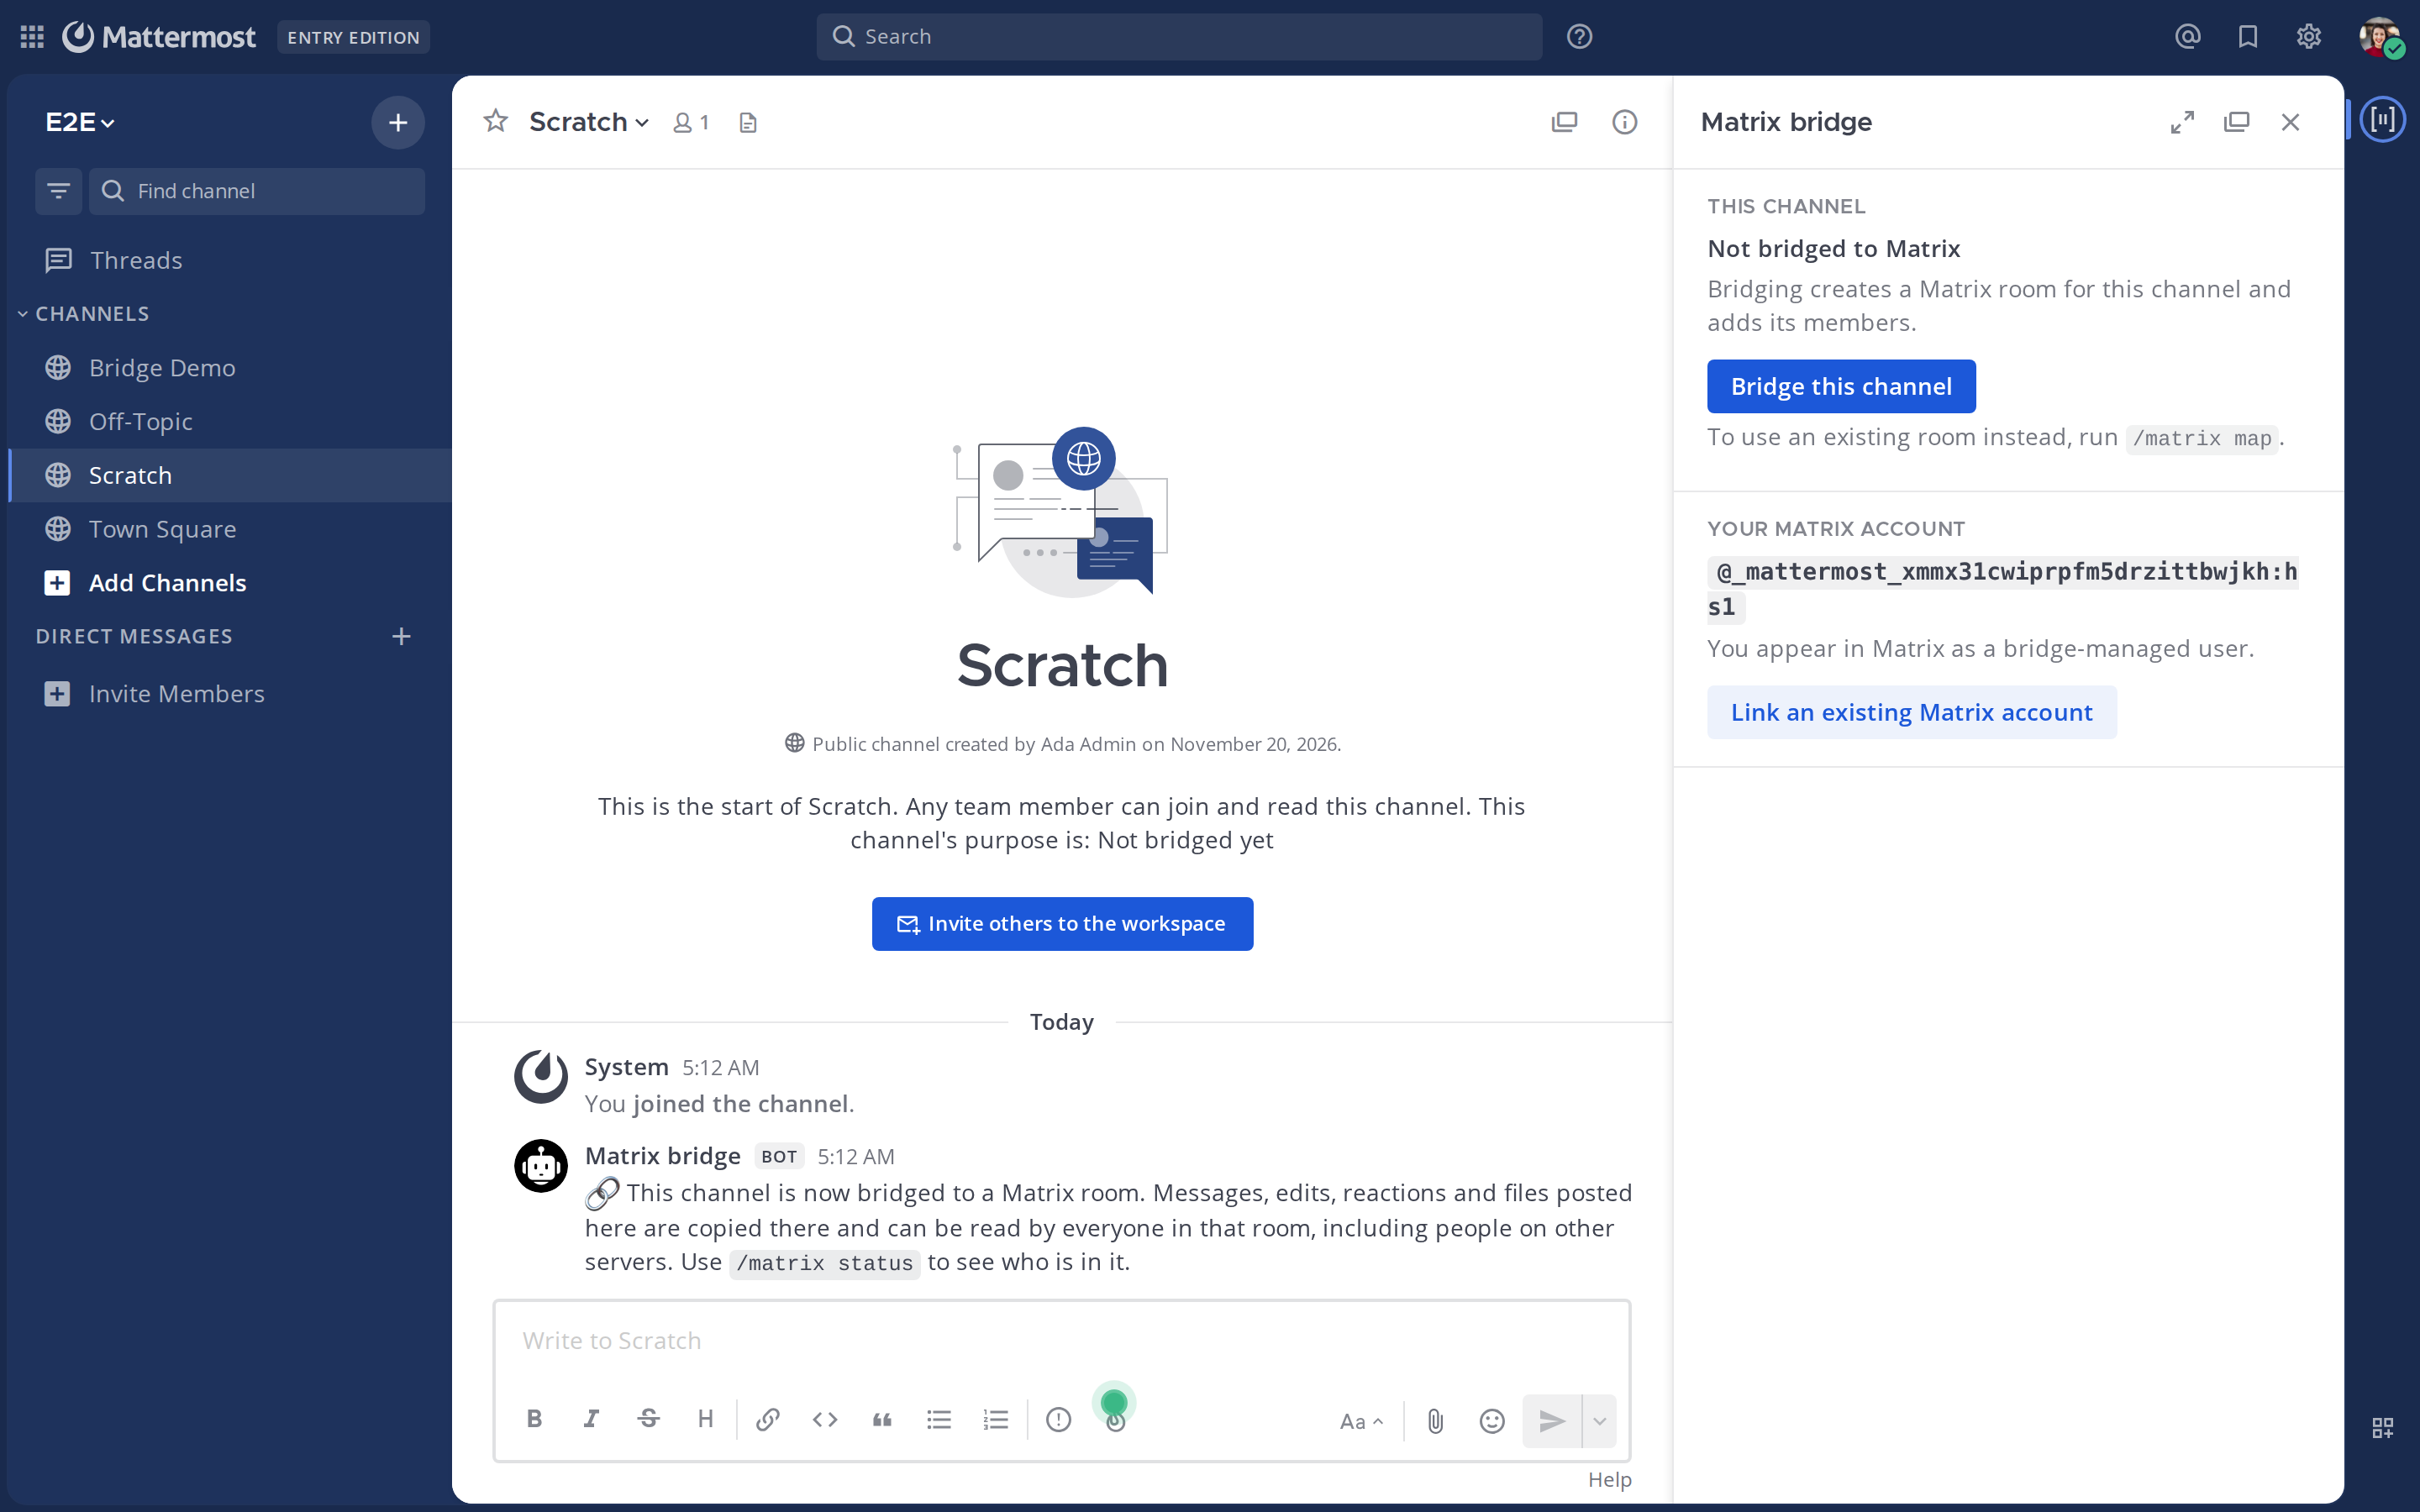 Mattermost
ENTRY EDITION
Search
E2E
Find channel
Threads
CHANNELS
Bridge Demo
Off-Topic
Scratch
Town Square
Add Channels
DIRECT MESSAGES
Invite Members
Scratch
1
Scratch
Public channel created by Ada Admin on November 20, 2026.
This is the start of Scratch. Any team member can join and read this channel. This
channel's purpose is: Not bridged yet
Invite others to the workspace
Today
System 5:12 AM
You joined the channel.
Matrix bridge BOT 5:12 AM
This channel is now bridged to a Matrix room. Messages, edits, reactions and files posted
here are copied there and can be read by everyone in that room, including people on other
servers. Use /matrix status to see who is in it.
Write to Scratch
B I S H
Aa
Help
Matrix bridge
THIS CHANNEL
Not bridged to Matrix
Bridging creates a Matrix room for this channel and
adds its members.
Bridge this channel
To use an existing room instead, run /matrix map.
YOUR MATRIX ACCOUNT
@_mattermost_xmmx31cwiprpfm5drzittbwjkh:h
s1
You appear in Matrix as a bridge-managed user.
Link an existing Matrix account